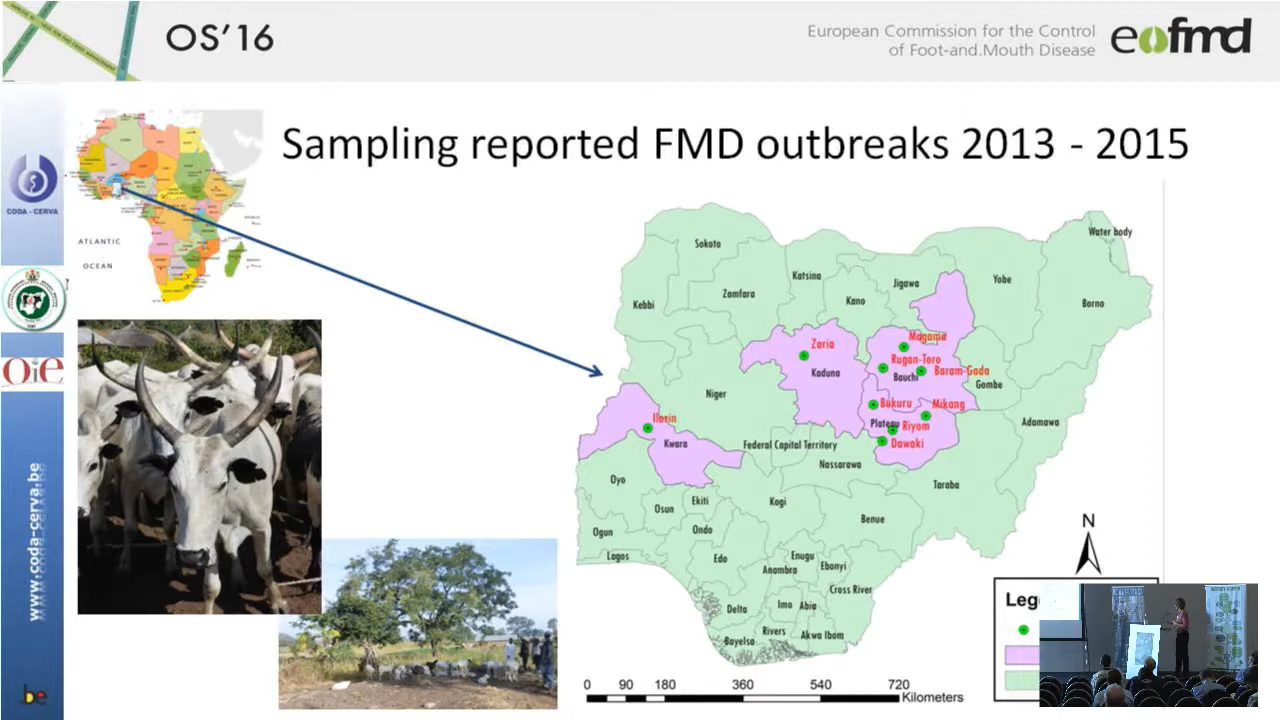 OS'16
European Commission for the Control
of Foot-and.Mouth Disease
eofmd
CODA - CERVA
Oie
www.coda-cerva.be
.be
ATLANTIC
OCEAN
Sampling reported FMD outbreaks 2013 - 2015
Water body
Sokoto
Katsina
Jigawa
Yobe
Zamfara
Kano
Kebbi
Borno
Magama
Zaria
Rugan-Toro
Baram-Gada
Kaduna
Bauchi
Gombe
Niger
Bukuru
Mikang
Ilorin
Plateau
Riyom
Adamawa
Kwara
Federal Capital Territory
Dawaki
Nassarawa
Oyo
Taraba
Ekiti
Kogi
Osun
Benue
Ogun
Ondo
Lagos
Edo
Enugu
Anambra
Ebonyi
Cross River
Delta
Imo
Abia
Bayelsa
Rivers
Akwa Ibom
N
Leg
0 90 180 360 540 720
Kilometers